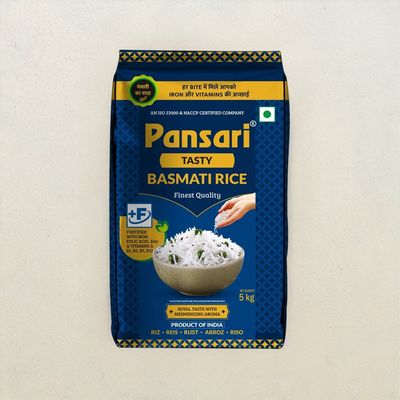 पंसारी
का वादा
हर BITE में मिले आपको
IRON और VITAMINS की अच्छाई
AN ISO 22000 & HACCP CERTIFIED COMPANY
Pansari®
TASTY
BASMATI RICE
Finest Quality
+F
FORTIFIED
WITH IRON,
FOLIC ACID, Zinc
& VITAMINS A
B1, B2, B3, B12
NET QUANTITY
5 kg
ROYAL TASTE WITH
MESMERIZING AROMA
PRODUCT OF INDIA
RIZ • REIS • RIJST • ARROZ • RISO